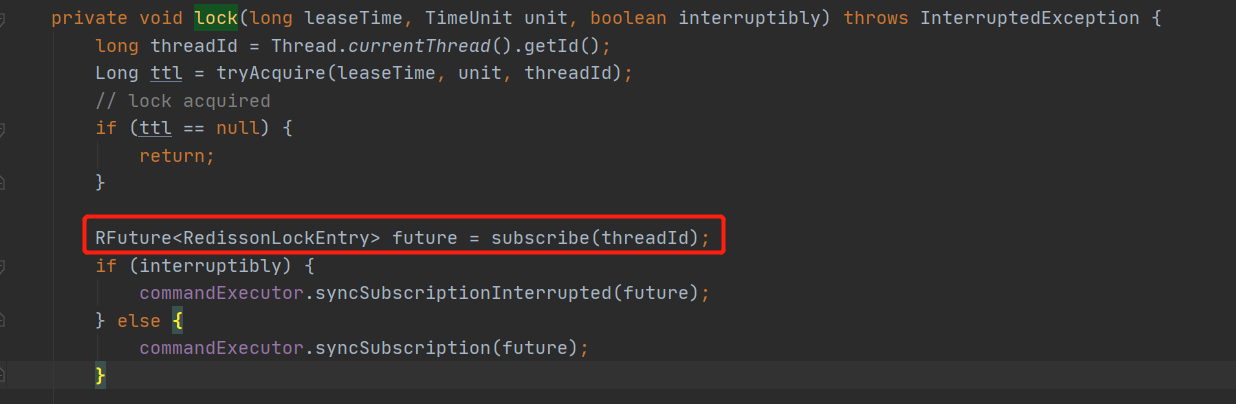 private void lock(long leaseTime, TimeUnit unit, boolean interruptibly) throws InterruptedException {
long threadId = Thread.currentThread().getId();
Long ttl = tryAcquire(leaseTime, unit, threadId);
// lock acquired
if (ttl == null) {
return;
}
RFuture<RedissonLockEntry> future = subscribe(threadId);
if (interruptibly) {
commandExecutor.syncSubscriptionInterrupted(future);
} else {
commandExecutor.syncSubscription(future);
}